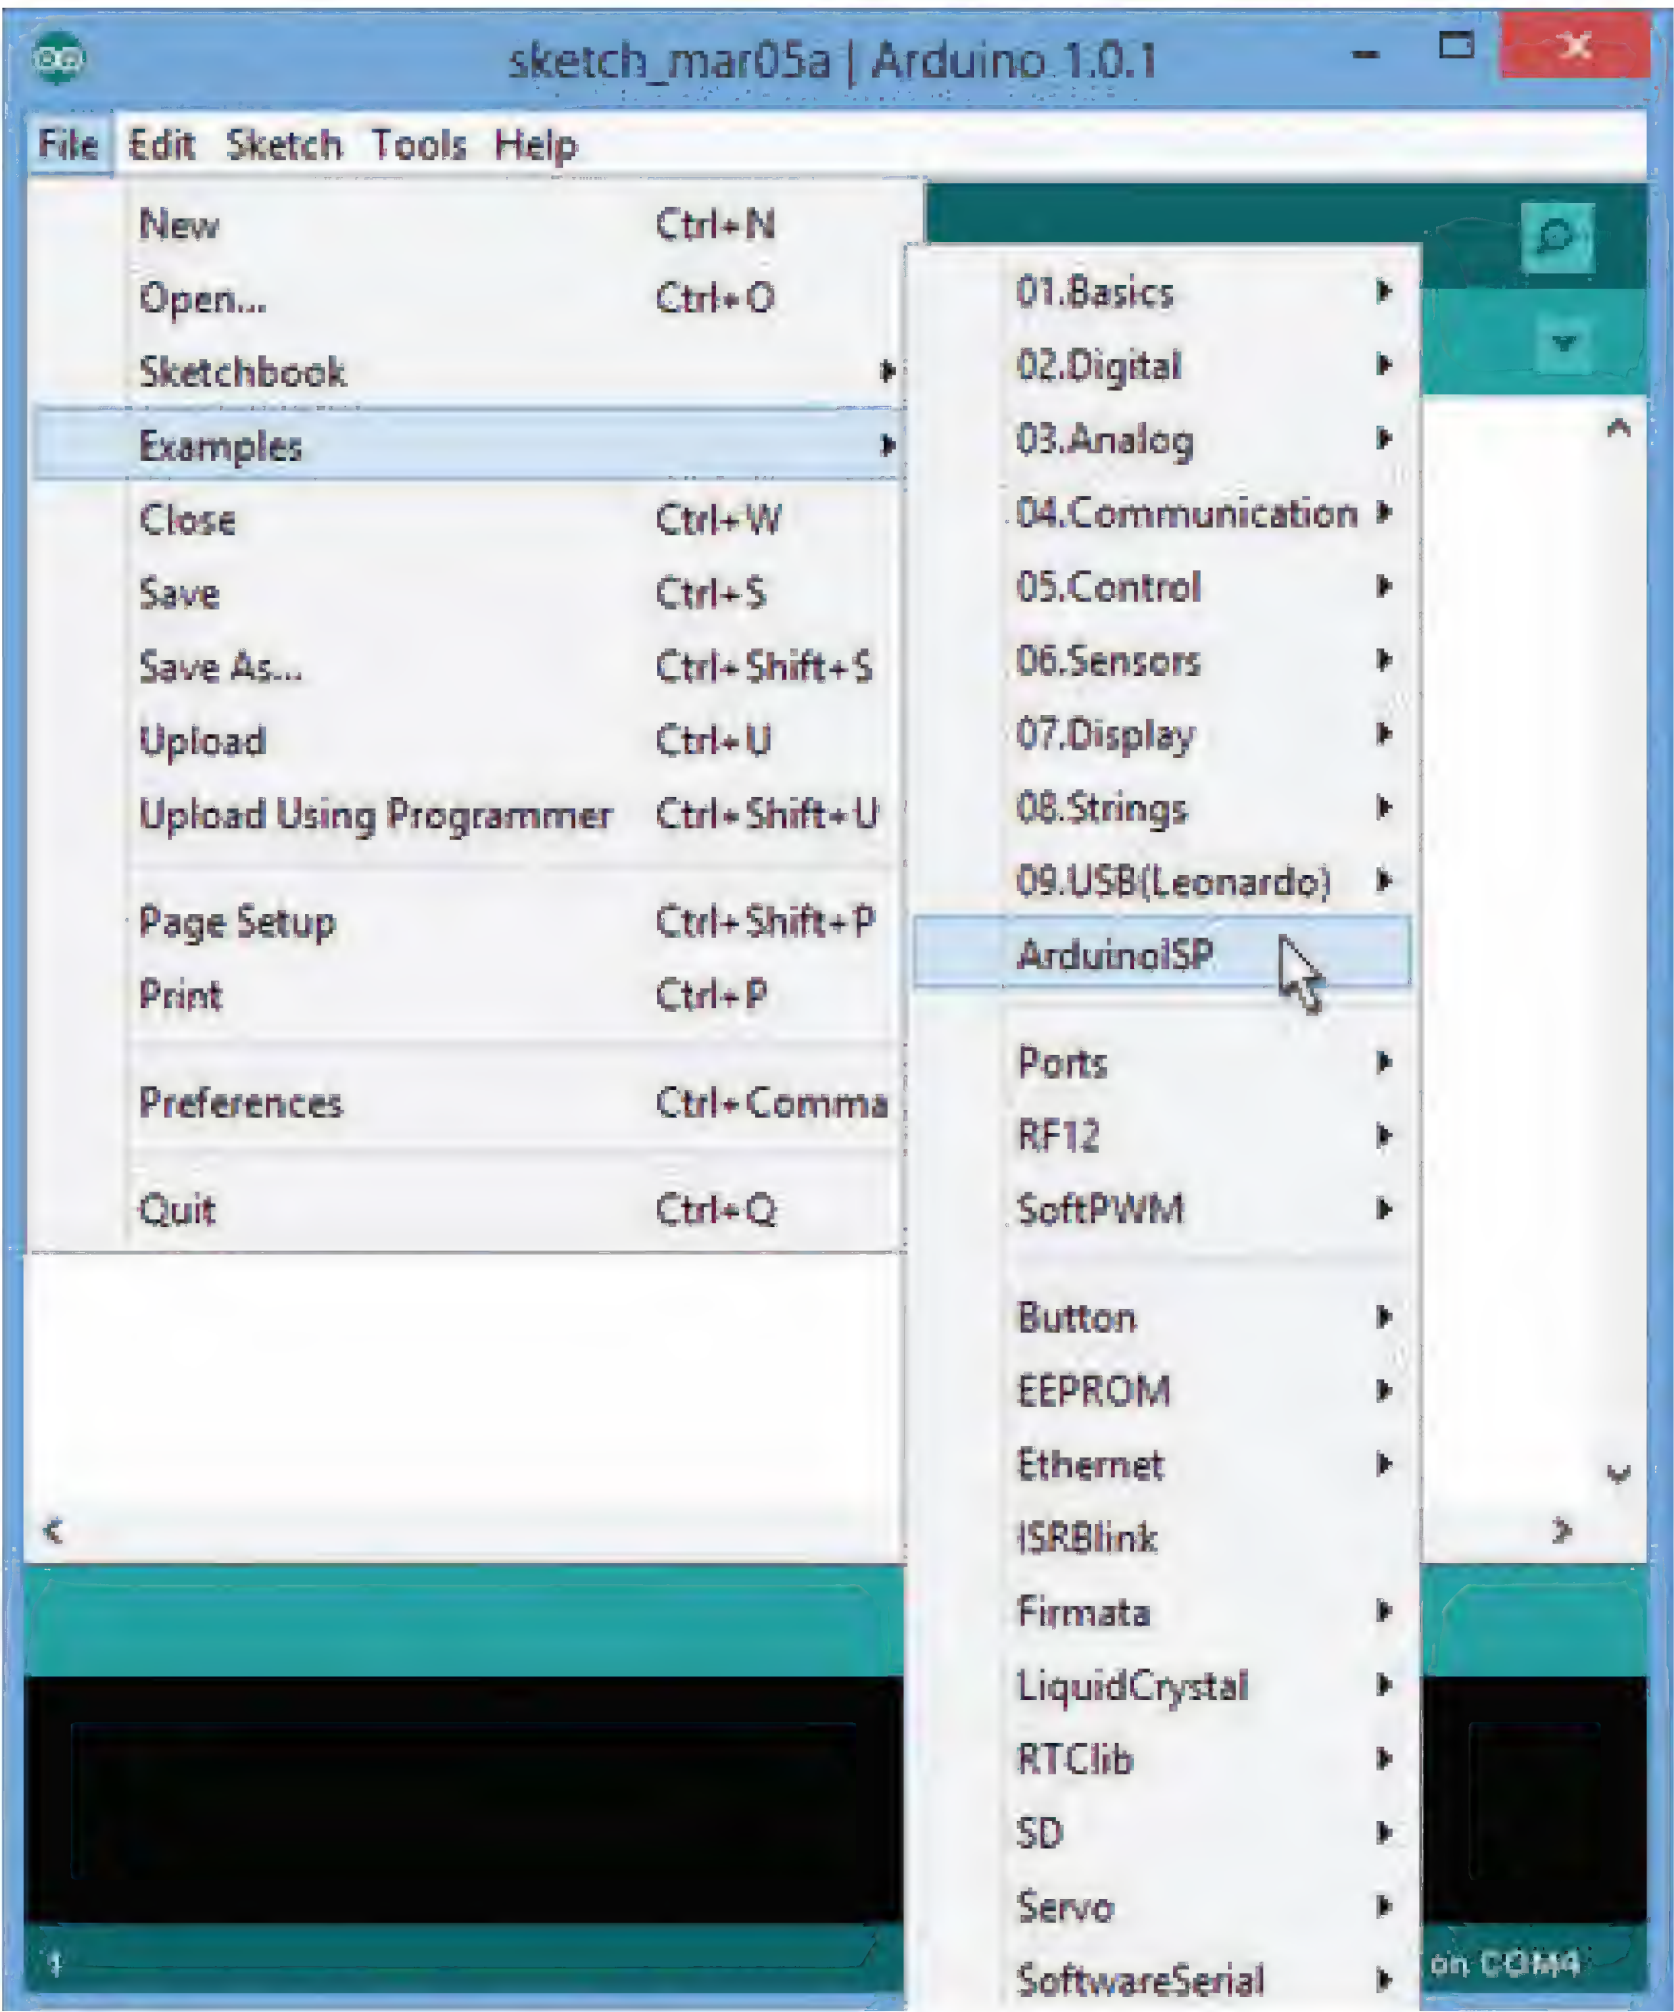 sketch_mar05a | Arduino 1.0.1
File Edit Sketch Tools Help
New Ctrl+N
Open... Ctrl+O
Sketchbook
Examples
Close Ctrl+W
Save Ctrl+S
Save As... Ctrl+Shift+S
Upload Ctrl+U
Upload Using Programmer Ctrl+Shift+U
Page Setup Ctrl+Shift+P
Print Ctrl+P
Preferences Ctrl+Comma
Quit Ctrl+Q
01.Basics
02.Digital
03.Analog
04.Communication
05.Control
06.Sensors
07.Display
08.Strings
09.USB(Leonardo)
ArduinoISP
Ports
RF12
SoftPWM
Button
EEPROM
Ethernet
ISRBlink
Firmata
LiquidCrystal
RTClib
SD
Servo
SoftwareSerial
1
on COM4